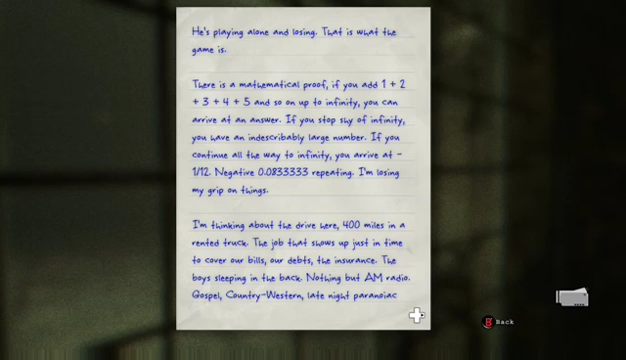 He's playing alone and losing. That is what the
game is.
There is a mathematical proof, if you add 1 + 2
+ 3 + 4 + 5 and so on up to infinity, you can
arrive at an answer. If you stop shy of infinity,
you have an indescribably large number. If you
continue all the way to infinity, you arrive at -
1/12. Negative 0.0833333 repeating. I'm losing
my grip on things.
I'm thinking about the drive here, 400 miles in a
rented truck. The job that shows up just in time
to cover our bills, our debts, the insurance. The
boys sleeping in the back. Nothing but AM radio.
Gospel, Country-Western, late night paranoiac
B Back